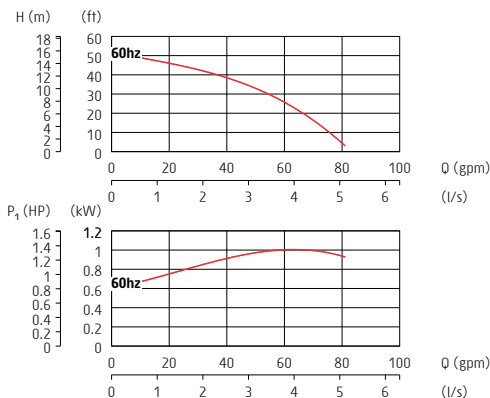 H (m) (ft)
18 60
16 50
14 40
12 30
10 20
8 10
6 0
4
2
0
60hz
0 20 40 60 80 100 Q (gpm)
0 1 2 3 4 5 6 (l/s)
P1 (HP) (kW)
1.6 1.2
1.4 1
1.2 0.8
1 0.6
0.8 0.4
0.6 0.2
0.4 0
0.2
0
60hz
0 20 40 60 80 100 Q (gpm)
0 1 2 3 4 5 6 (l/s)